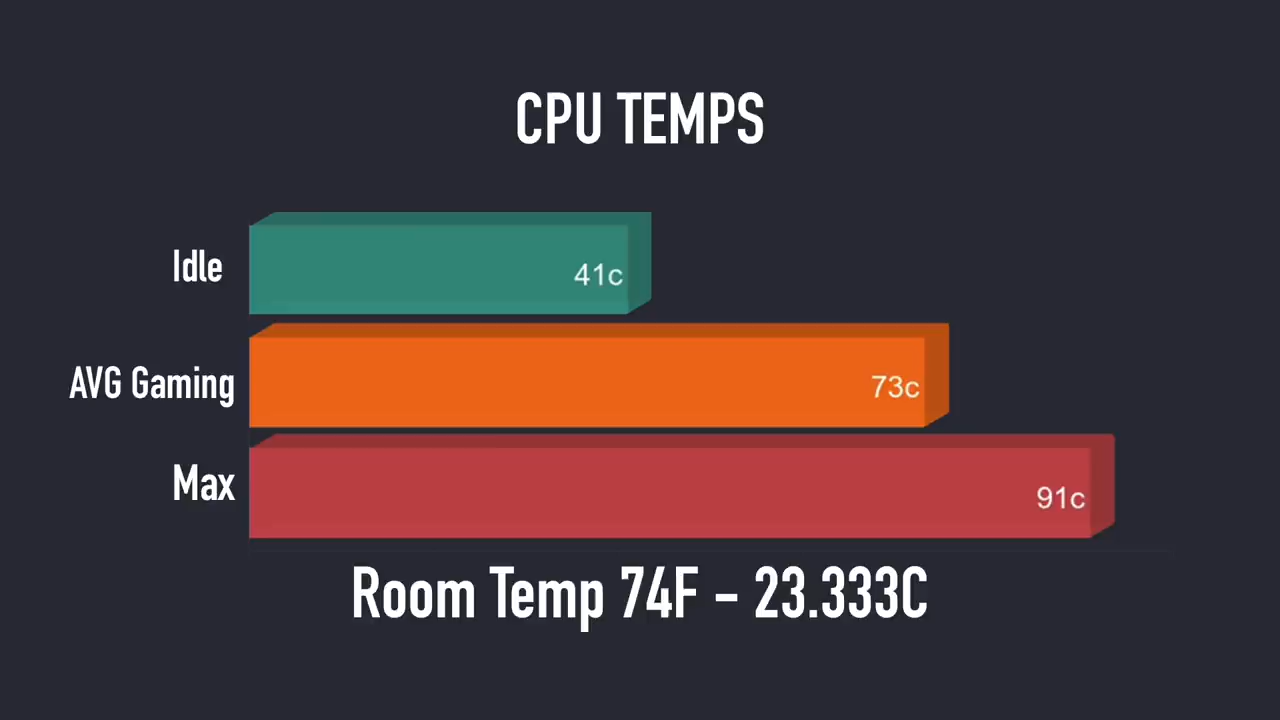 CPU TEMPS
Idle
41c
AVG Gaming
73c
Max
91c
Room Temp 74F - 23.333C